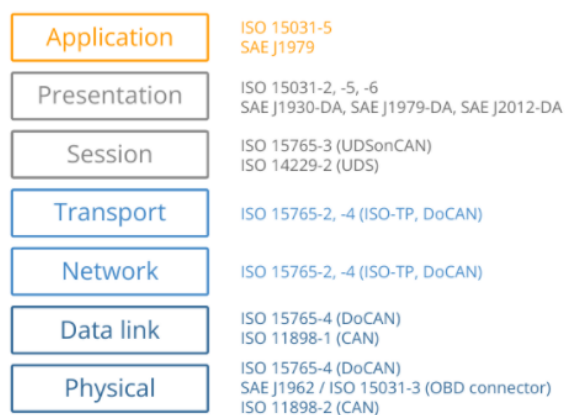 Application
ISO 15031-5
SAE J1979
Presentation
ISO 15031-2, -5, -6
SAE J1930-DA, SAE J1979-DA, SAE J2012-DA
Session
ISO 15765-3 (UDSonCAN)
ISO 14229-2 (UDS)
Transport
ISO 15765-2, -4 (ISO-TP, DoCAN)
Network
ISO 15765-2, -4 (ISO-TP, DoCAN)
Data link
ISO 15765-4 (DoCAN)
ISO 11898-1 (CAN)
Physical
ISO 15765-4 (DoCAN)
SAE J1962 / ISO 15031-3 (OBD connector)
ISO 11898-2 (CAN)